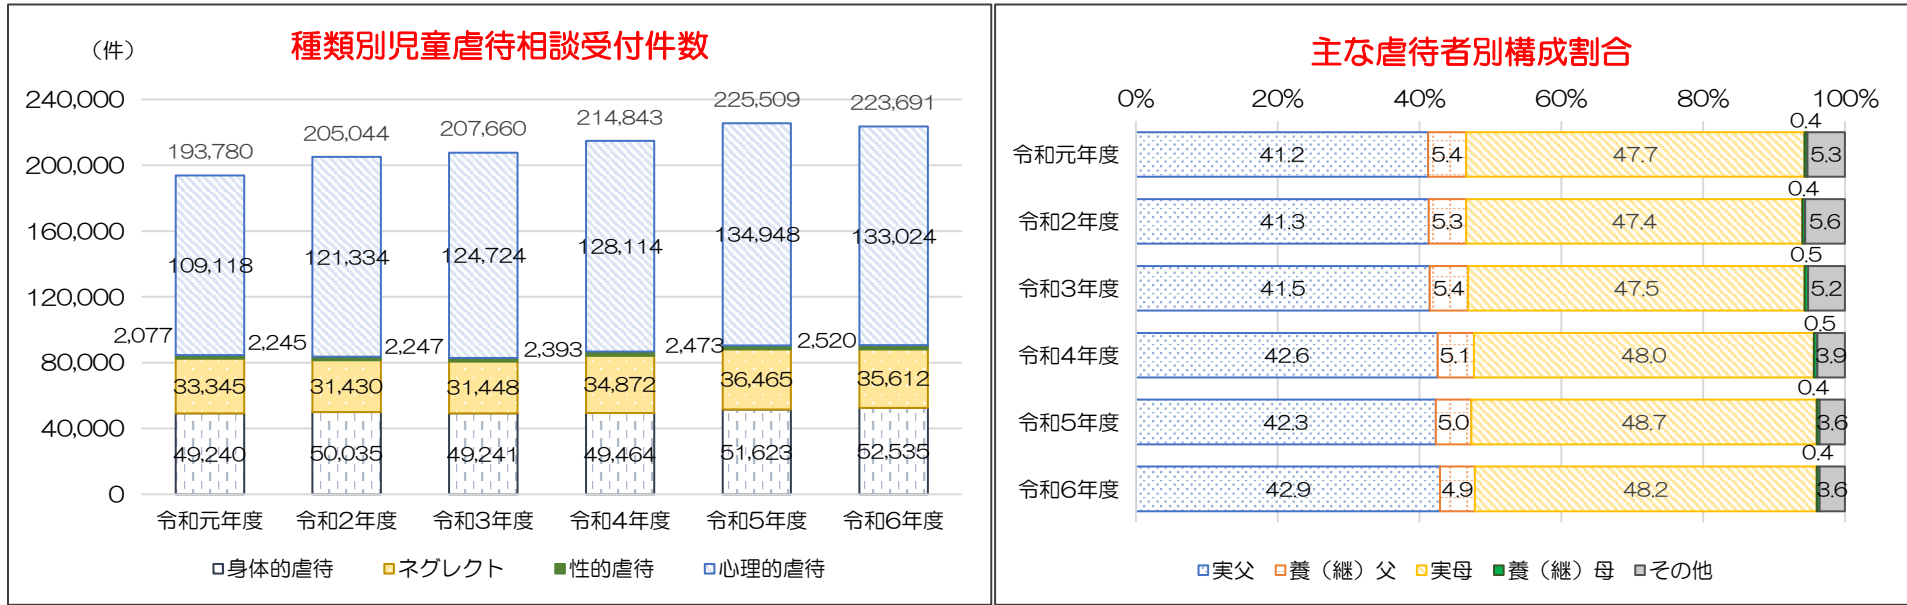 種類別児童虐待相談受付件数
（件）
240,000
200,000
160,000
120,000
80,000
40,000
0
193,780
205,044
207,660
214,843
225,509
223,691
109,118
121,334
124,724
128,114
134,948
133,024
2,077
2,245
2,247
2,393
2,473
2,520
33,345
31,430
31,448
34,872
36,465
35,612
49,240
50,035
49,241
49,464
51,623
52,535
令和元年度 令和2年度 令和3年度 令和4年度 令和5年度 令和6年度
身体的虐待 ネグレクト 性的虐待 心理的虐待
主な虐待者別構成割合
0% 20% 40% 60% 80% 100%
令和元年度 41.2 5.4 47.7 0.4 5.3
令和2年度 41.3 5.3 47.4 0.4 5.6
令和3年度 41.5 5.4 47.5 0.5 5.2
令和4年度 42.6 5.1 48.0 0.5 3.9
令和5年度 42.3 5.0 48.7 0.4 3.6
令和6年度 42.9 4.9 48.2 0.4 3.6
実父 養（継）父 実母 養（継）母 その他